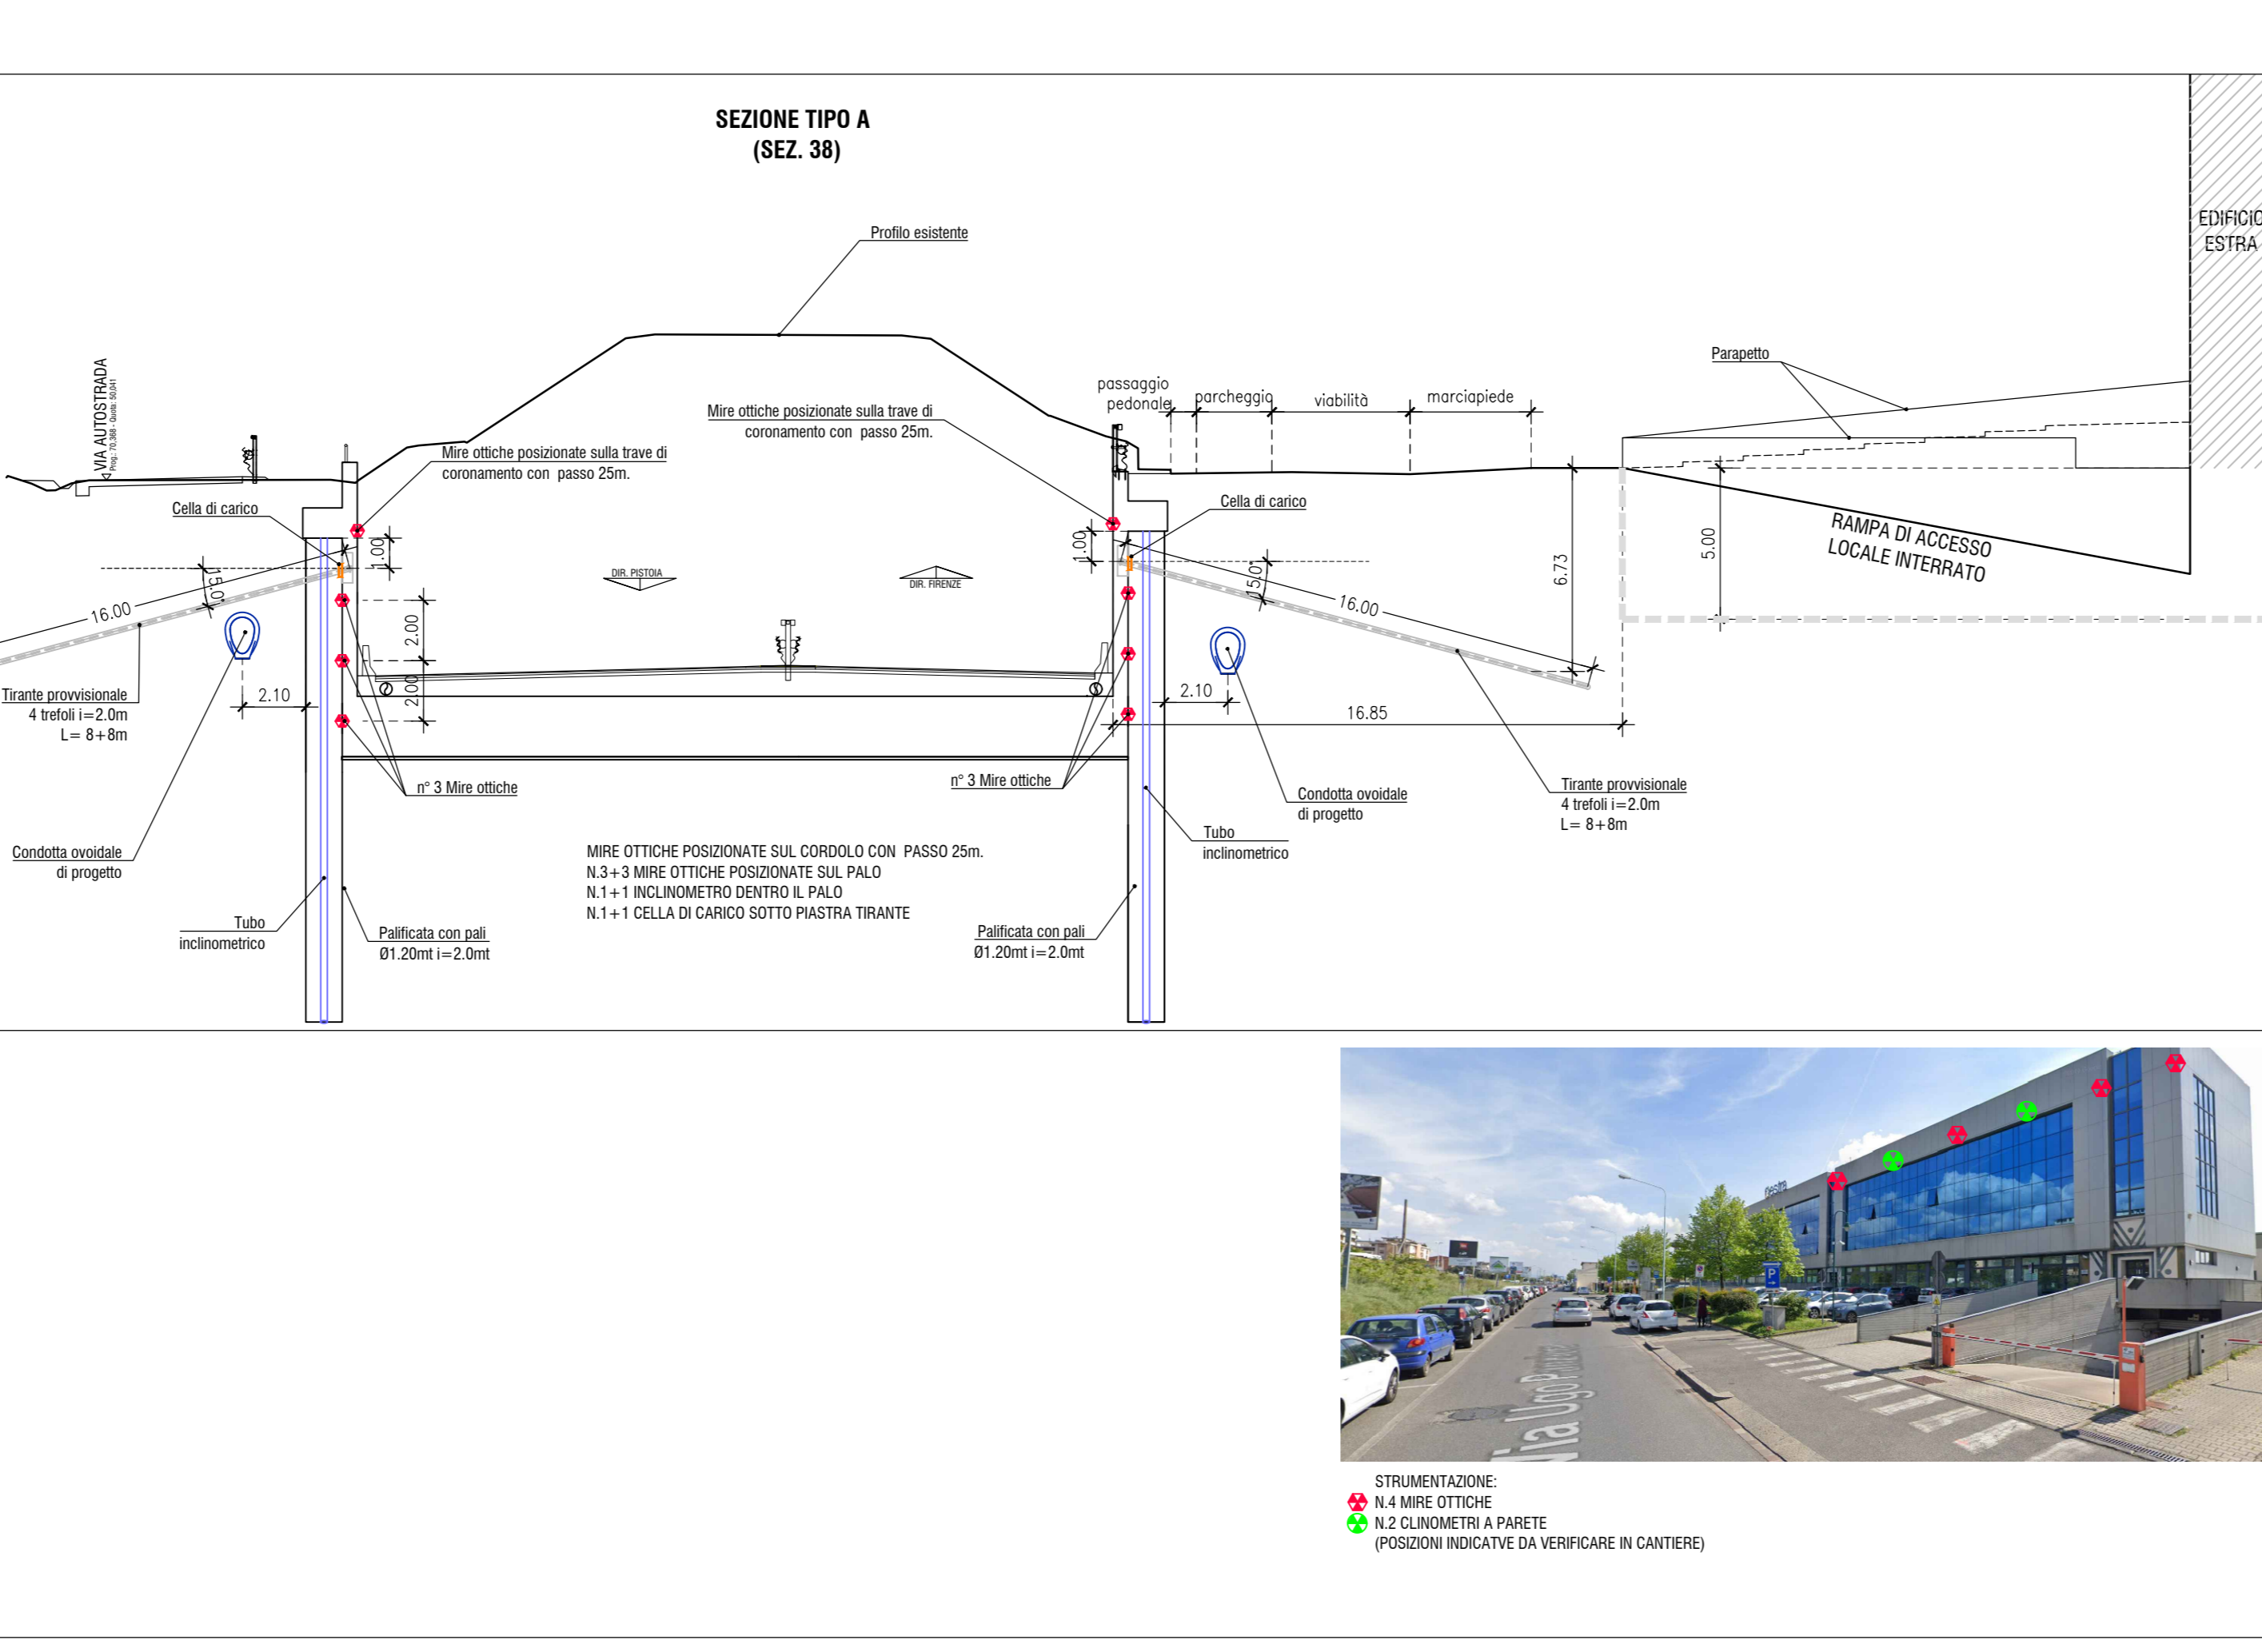 SEZIONE TIPO A
(SEZ. 38)
EDIFICIO
ESTRA
Profilo esistente
VIA AUTOSTRADA
Prog.: 70.368 - Quota: 50.041
Parapetto
passaggio
pedonale
parcheggio
viabilità
marciapiede
Mire ottiche posizionate sulla trave di
coronamento con passo 25m.
Mire ottiche posizionate sulla trave di
coronamento con passo 25m.
Cella di carico
Cella di carico
1.00
1.00
15.0°
15.0°
16.00
16.00
DIR. PISTOIA
DIR. FIRENZE
6.73
5.00
RAMPA DI ACCESSO
LOCALE INTERRATO
2.00
2.00
2.10
2.10
16.85
Tirante provvisionale
4 trefoli i=2.0m
L= 8+8m
n° 3 Mire ottiche
n° 3 Mire ottiche
Condotta ovoidale
di progetto
Tirante provvisionale
4 trefoli i=2.0m
L= 8+8m
Tubo
inclinometrico
Condotta ovoidale
di progetto
MIRE OTTICHE POSIZIONATE SUL CORDOLO CON PASSO 25m.
N.3+3 MIRE OTTICHE POSIZIONATE SUL PALO
N.1+1 INCLINOMETRO DENTRO IL PALO
N.1+1 CELLA DI CARICO SOTTO PIASTRA TIRANTE
Tubo
inclinometrico
Palificata con pali
Ø1.20mt i=2.0mt
Palificata con pali
Ø1.20mt i=2.0mt
P
Via Ugo
STRUMENTAZIONE:
N.4 MIRE OTTICHE
N.2 CLINOMETRI A PARETE
(POSIZIONI INDICATVE DA VERIFICARE IN CANTIERE)